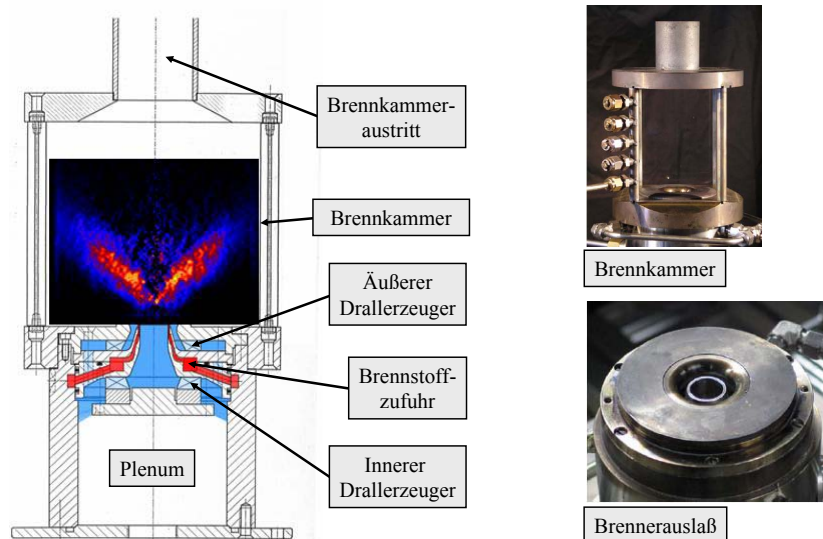 Brennkammer-
austritt
Brennkammer
Äußerer
Drallerzeuger
Brennstoff-
zufuhr
Innerer
Drallerzeuger
Plenum
Brennkammer
Brennerauslaß